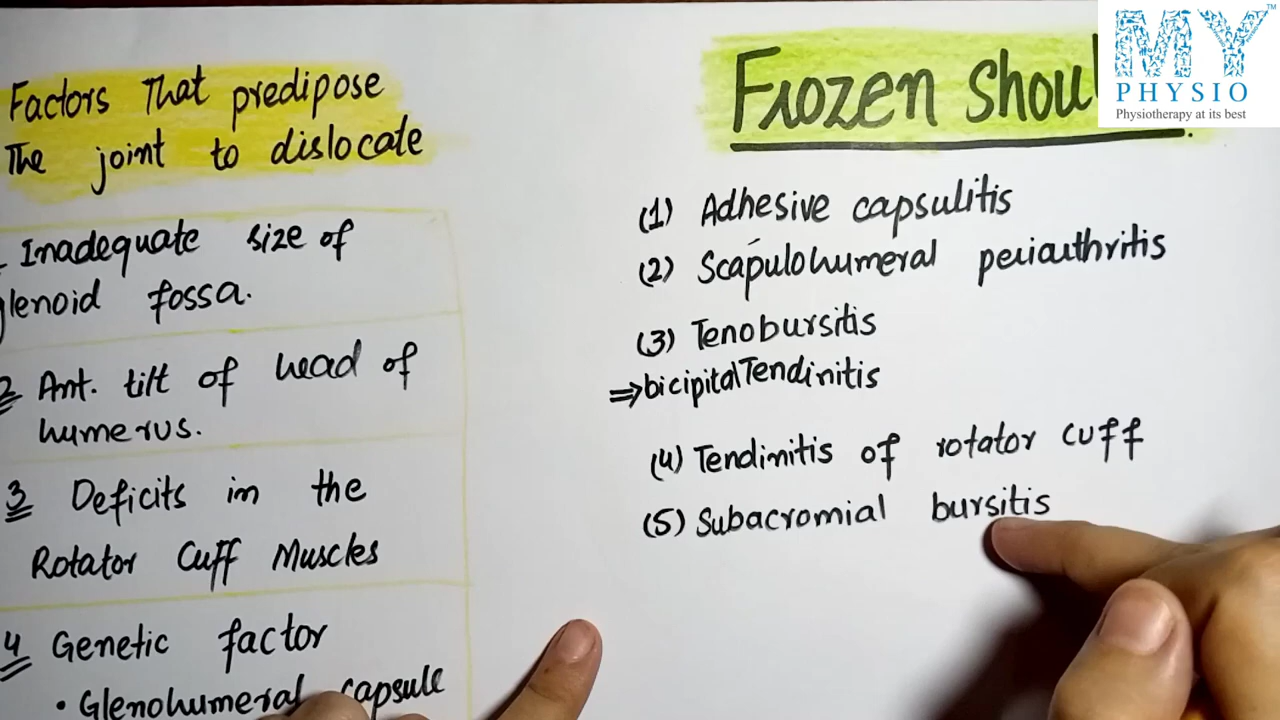 Factors That predipose
The joint to dislocate
Inadequate size of
glenoid fossa.
2 Ant. tilt of head of
humerus.
3 Deficits in the
Rotator Cuff Muscles
4 Genetic factor
• Glenohumeral capsule
Frozen Shou
(1) Adhesive capsulitis
(2) Scapulohumeral periarthritis
(3) Tenobursitis
⇒ bicipital Tendinitis
(4) Tendinitis of rotator cuff
(5) Subacromial bursitis
MY
PHYSIO
Physiotherapy at its best
TM